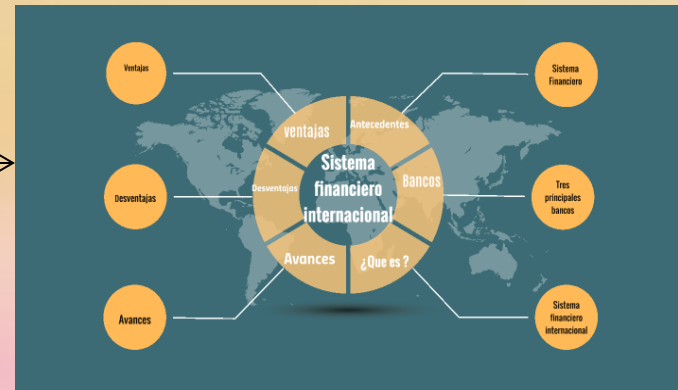 Ventajas
Sistema
Financiero
ventajas
Antecedentes
Desventajas
Desventajas
Sistema
financiero
internacional
Bancos
Tres
principales
bancos
Avances
Avances
¿Que es ?
Sistema
financiero
internacional